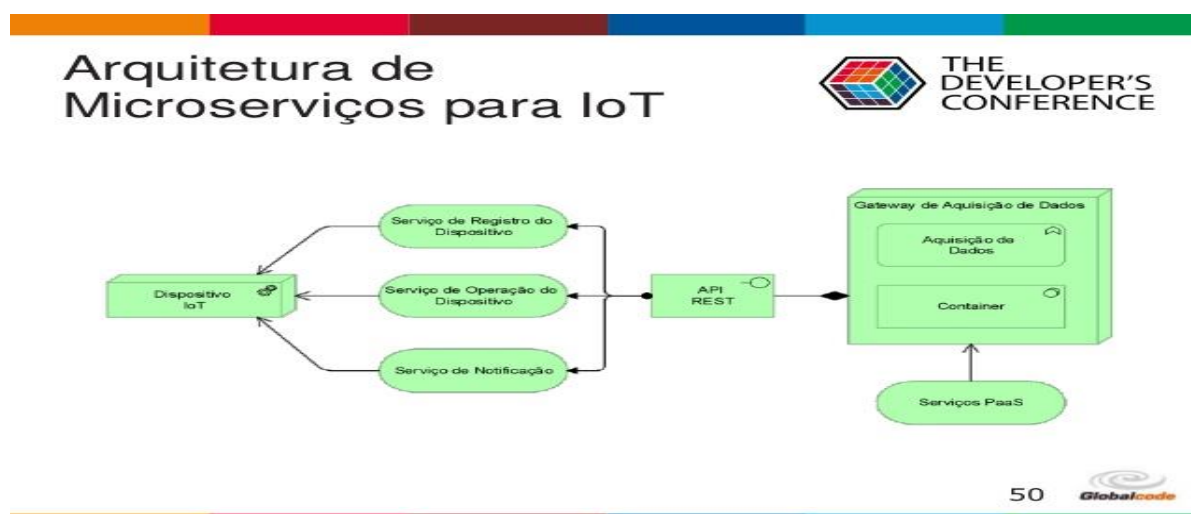 Arquitetura de
Microserviços para IoT
THE
DEVELOPER'S
CONFERENCE
Serviço de Registro do
Dispositivo
Dispositivo
IoT
Serviço de Operação do
Dispositivo
Serviço de Notificação
API
REST
Gateway de Aquisição de Dados
Aquisição de
Dados
Container
Serviços PaaS
50
Globalcode